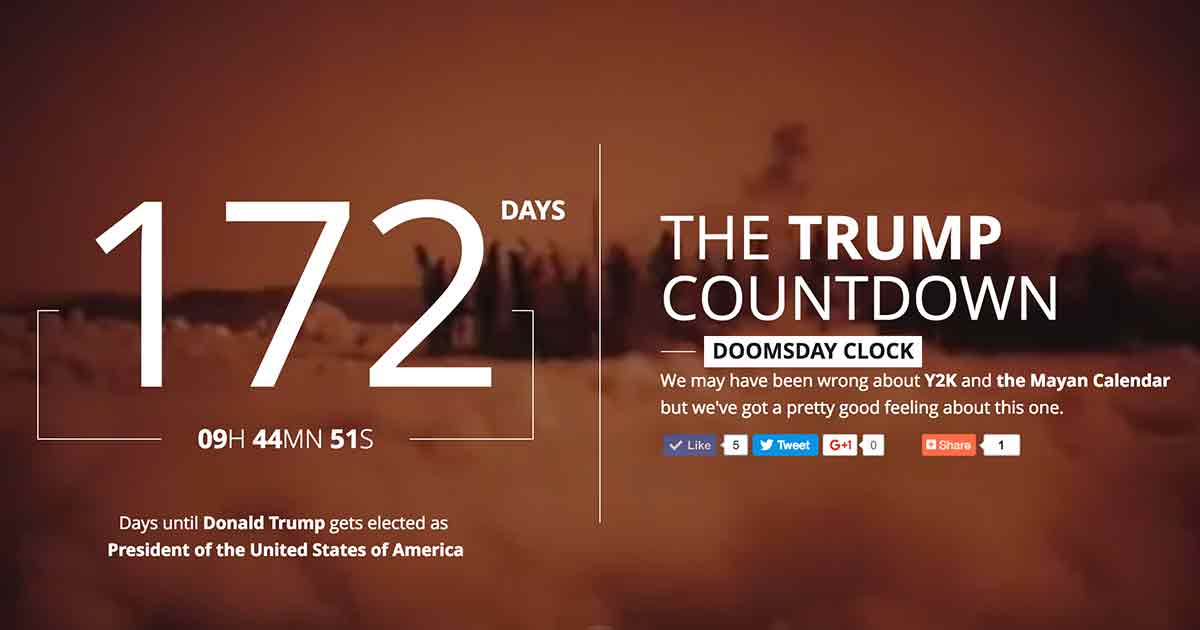 172 DAYS
09H 44MN 51S
Days until Donald Trump gets elected as
President of the United States of America
THE TRUMP
COUNTDOWN
DOOMSDAY CLOCK
We may have been wrong about Y2K and the Mayan Calendar
but we've got a pretty good feeling about this one.
Like 5 Tweet G+1 0 Share 1